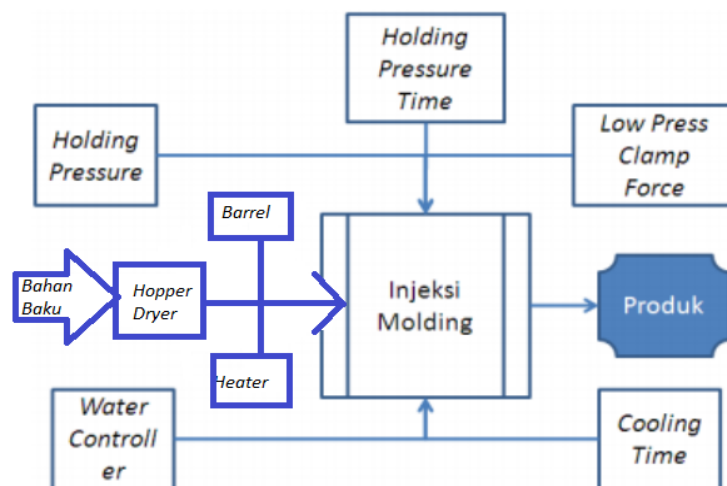 Holding
Pressure
Time
Holding
Pressure
Low Press
Clamp
Force
Barrel
Bahan
Baku
Hopper
Dryer
Injeksi
Molding
Produk
Heater
Water
Controll
er
Cooling
Time